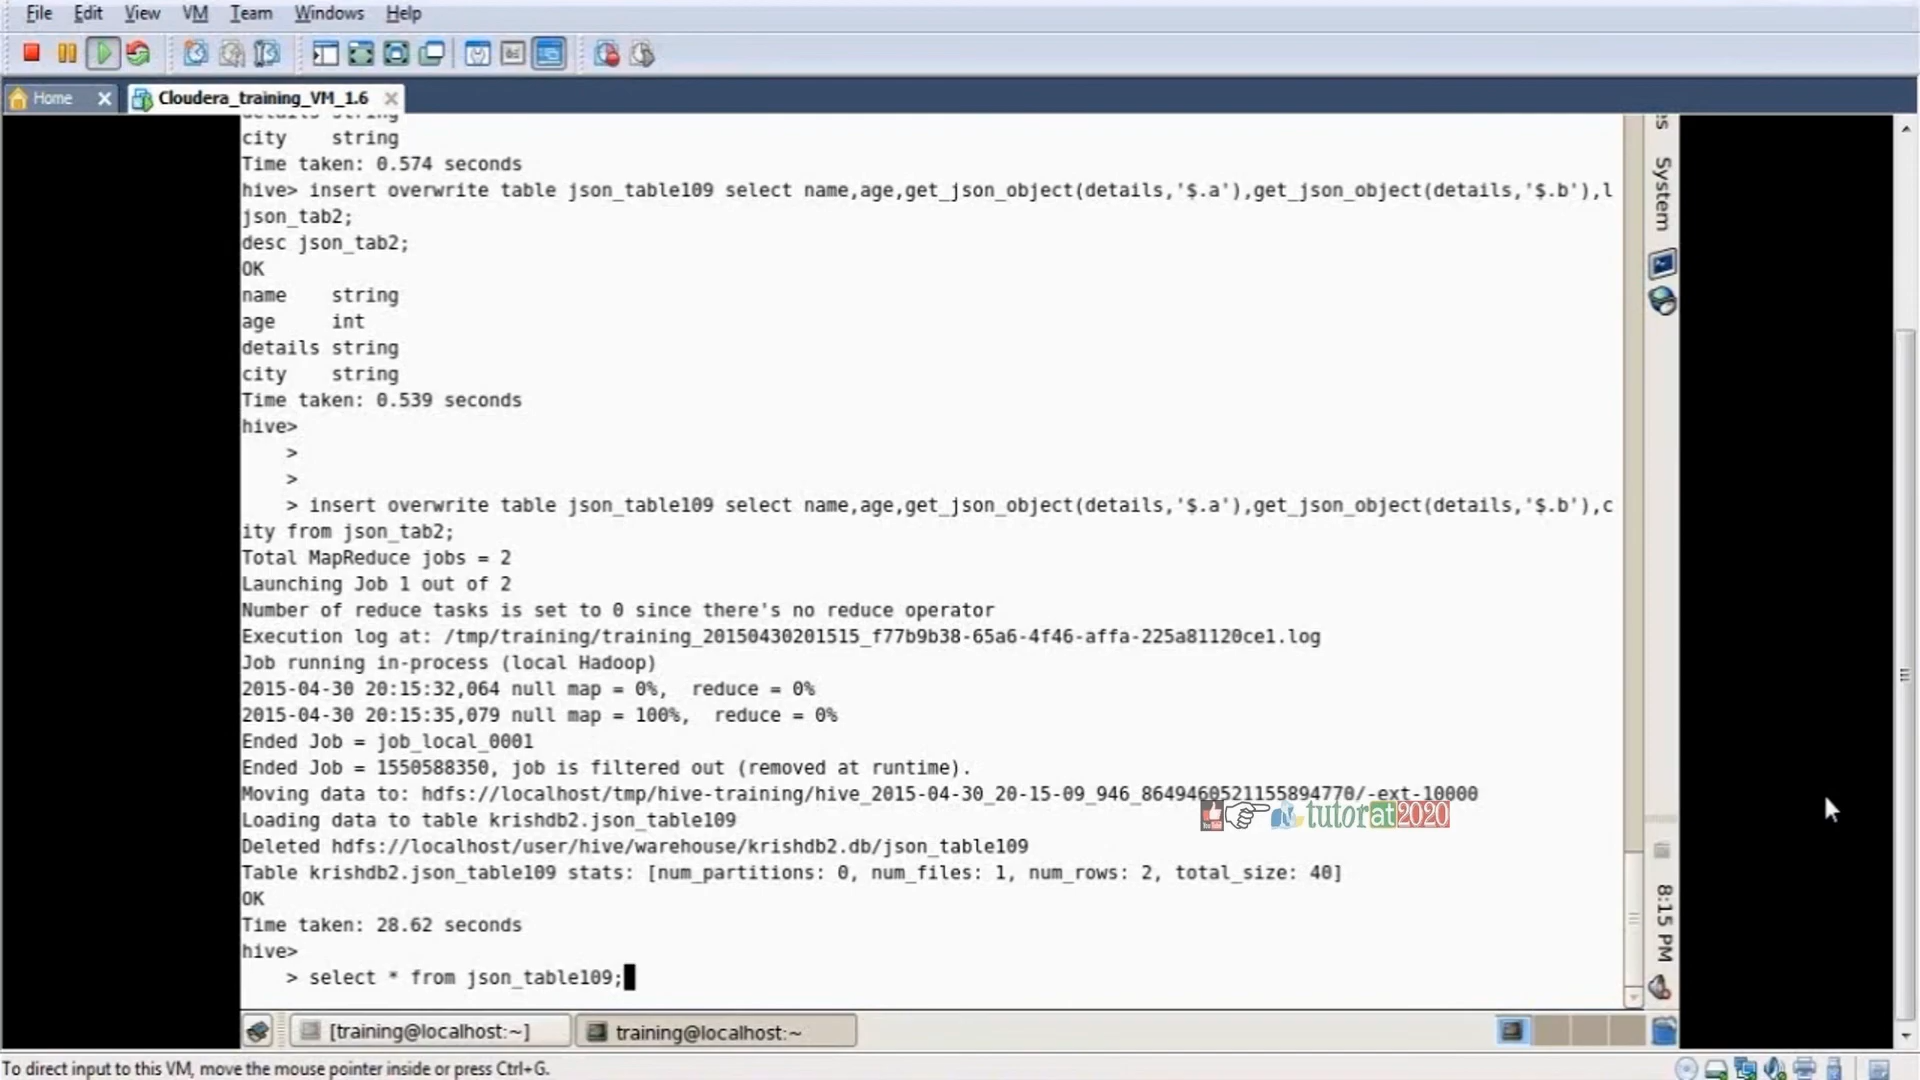 File Edit View VM Team Windows Help
Home Cloudera_training_VM_1.6
details string
city string
Time taken: 0.574 seconds
hive> insert overwrite table json_table109 select name,age,get_json_object(details,'$.a'),get_json_object(details,'$.b'),l
json_tab2;
desc json_tab2;
OK
name string
age int
details string
city string
Time taken: 0.539 seconds
hive>
>
>
> insert overwrite table json_table109 select name,age,get_json_object(details,'$.a'),get_json_object(details,'$.b'),c
ity from json_tab2;
Total MapReduce jobs = 2
Launching Job 1 out of 2
Number of reduce tasks is set to 0 since there's no reduce operator
Execution log at: /tmp/training/training_20150430201515_f77b9b38-65a6-4f46-affa-225a81120ce1.log
Job running in-process (local Hadoop)
2015-04-30 20:15:32,064 null map = 0%, reduce = 0%
2015-04-30 20:15:35,079 null map = 100%, reduce = 0%
Ended Job = job_local_0001
Ended Job = 1550588350, job is filtered out (removed at runtime).
Moving data to: hdfs://localhost/tmp/hive-training/hive_2015-04-30_20-15-09_946_8649460521155894770/-ext-10000
Loading data to table krishdb2.json_table109
Deleted hdfs://localhost/user/hive/warehouse/krishdb2.db/json_table109
Table krishdb2.json_table109 stats: [num_partitions: 0, num_files: 1, num_rows: 2, total_size: 40]
OK
Time taken: 28.62 seconds
hive>
> select * from json_table109;
tutorat2020
es System
8:15 PM
[training@localhost:~] training@localhost:~
To direct input to this VM, move the mouse pointer inside or press Ctrl+G.